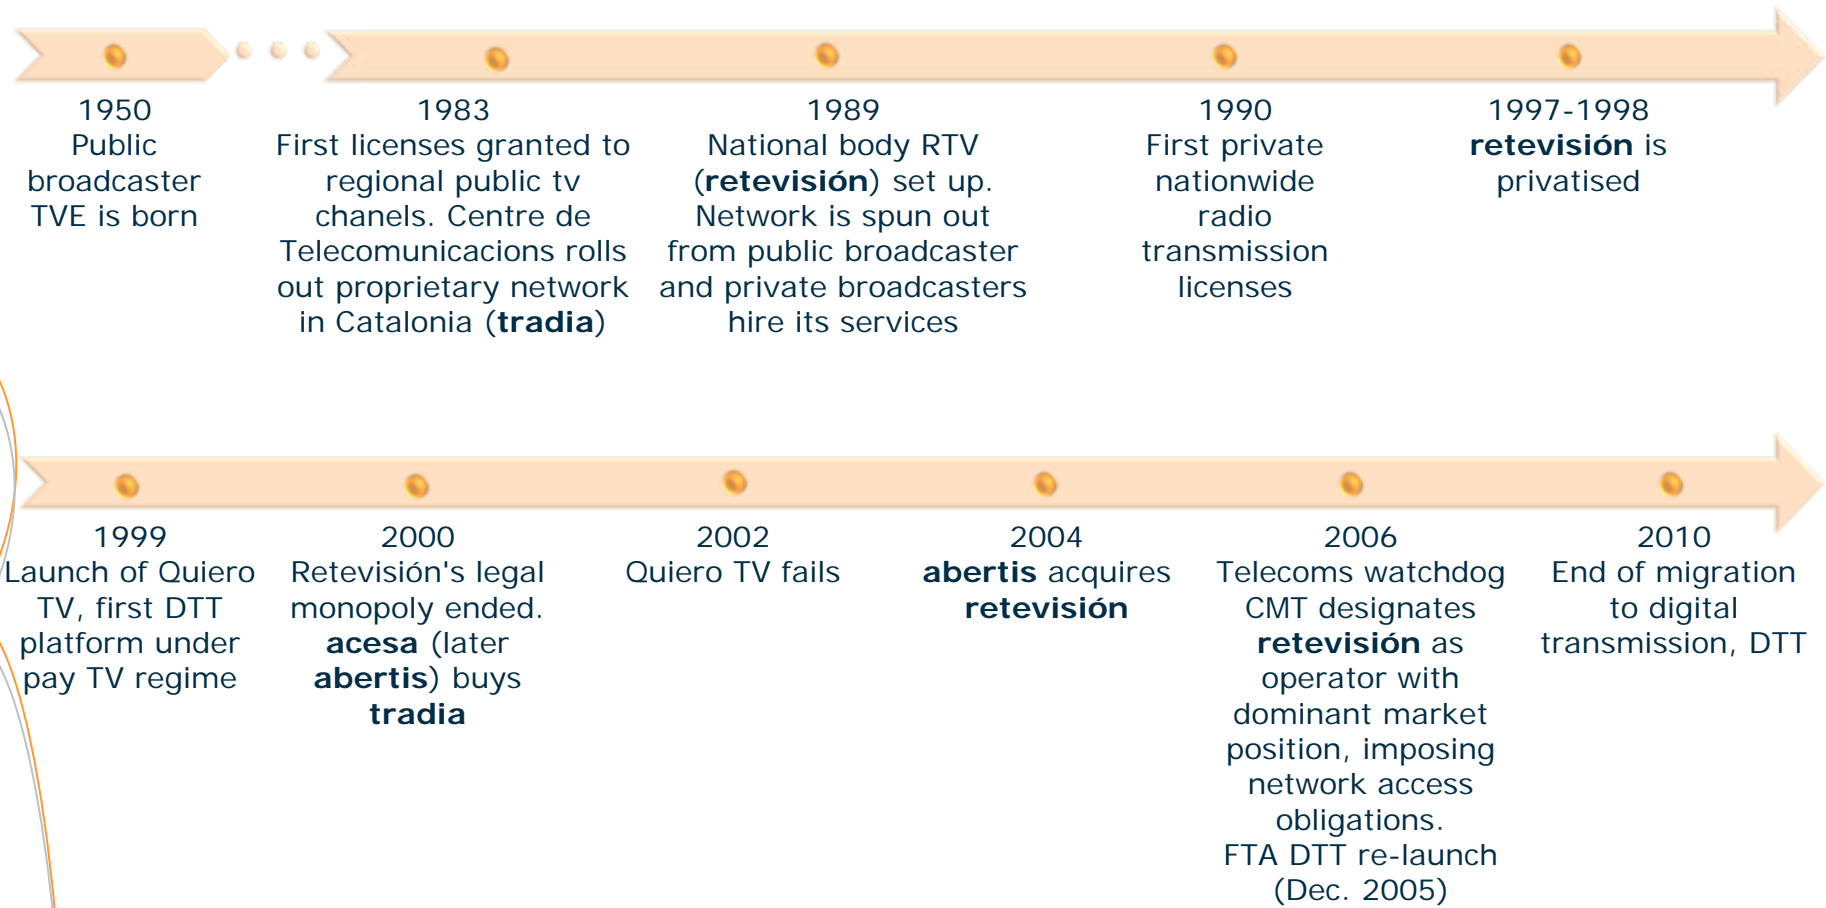 1950
Public
broadcaster
TVE is born
1983
First licenses granted to
regional public tv
chanels. Centre de
Telecomunicacions rolls
out proprietary network
in Catalonia (tradia)
1989
National body RTV
(retevisión) set up.
Network is spun out
from public broadcaster
and private broadcasters
hire its services
1990
First private
nationwide
radio
transmission
licenses
1997-1998
retevisión is
privatised
1999
Launch of Quiero
TV, first DTT
platform under
pay TV regime
2000
Retevisión's legal
monopoly ended.
acesa (later
abertis) buys
tradia
2002
Quiero TV fails
2004
abertis acquires
retevisión
2006
Telecoms watchdog
CMT designates
retevisión as
operator with
dominant market
position, imposing
network access
obligations.
FTA DTT re-launch
(Dec. 2005)
2010
End of migration
to digital
transmission, DTT